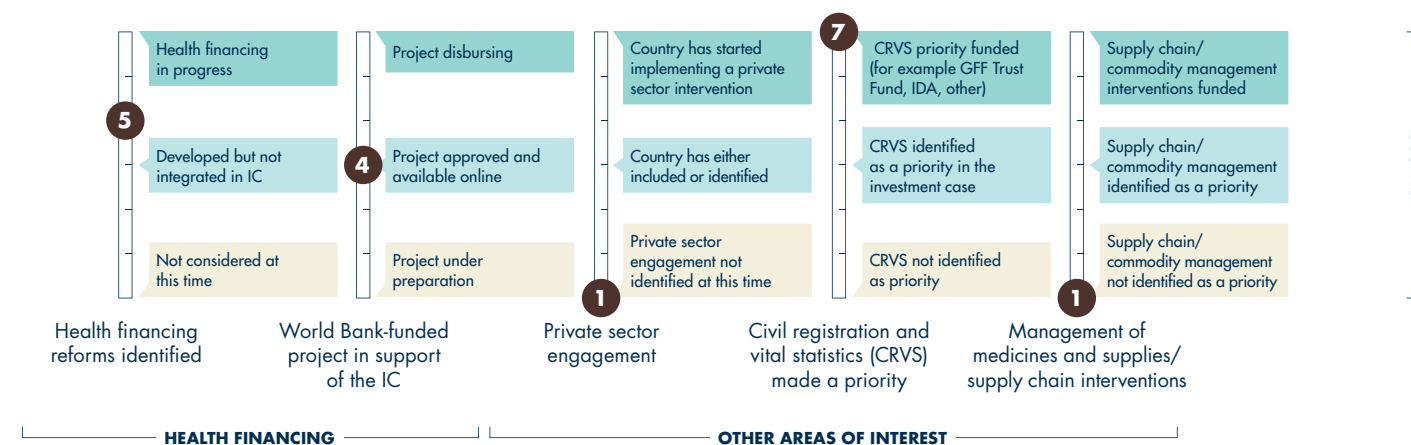 Health financing
in progress
5
Developed but not
integrated in IC
Not considered at
this time
Health financing
reforms identified
Project disbursing
4
Project approved and
available online
Project under
preparation
World Bank-funded
project in support
of the IC
Country has started
implementing a private
sector intervention
Country has either
included or identified
Private sector
engagement not
identified at this time
1
Private sector
engagement
7
CRVS priority funded
(for example GFF Trust
Fund, IDA, other)
CRVS identified
as a priority in the
investment case
CRVS not identified
as priority
Civil registration and
vital statistics (CRVS)
made a priority
Supply chain/
commodity management
interventions funded
Supply chain/
commodity management
identified as a priority
Supply chain/
commodity management
not identified as a priority
1
Management of
medicines and supplies/
supply chain interventions
HEALTH FINANCING
OTHER AREAS OF INTEREST